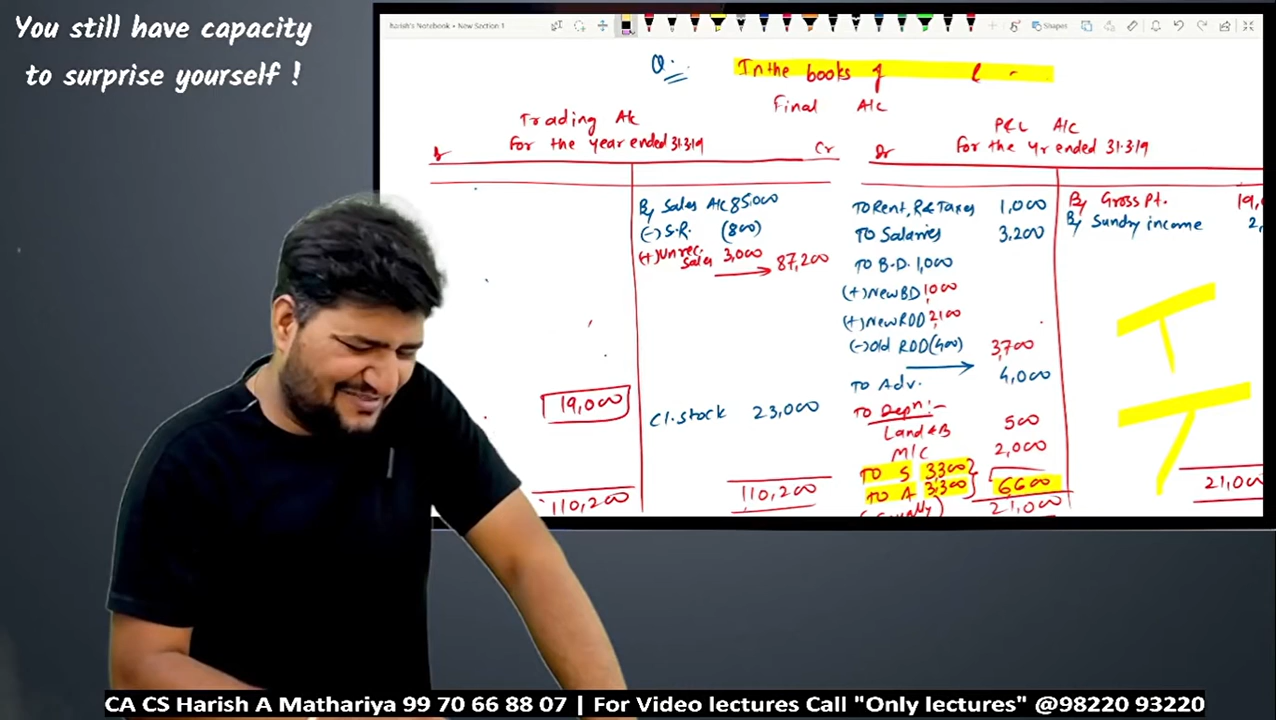 You still have capacity
to surprise yourself !
harish's Notebook • New Section 1
Shapes
Q.
In the books of
Final A/c
Trading A/c
For the year ended 31.3.19
Cr
By Sales A/c 85,000
(-) S.R. (800)
(+) Unrec. Sales 3,000 87,200
19,000
Cl. stock 23,000
110,200 110,200
P&L A/c
For the Yr ended 31.3.19
Dr
To Rent, R & Taxes 1,000
To Salaries 3,200
To B.D. 1,000
(+) New BD 1,000
(+) New RDD 2,100
(-) Old RDD (400) 3,700
To Adv. 4,000
To Depn:-
Land & B 500
M/C 2,000
To S 3,300
To A 3,300 6600
21,000
By Gross Pt. 19,0
By Sundry income 2,
21,000
CA CS Harish A Mathariya 99 70 66 88 07 | For Video lectures Call "Only lectures" @98220 93220